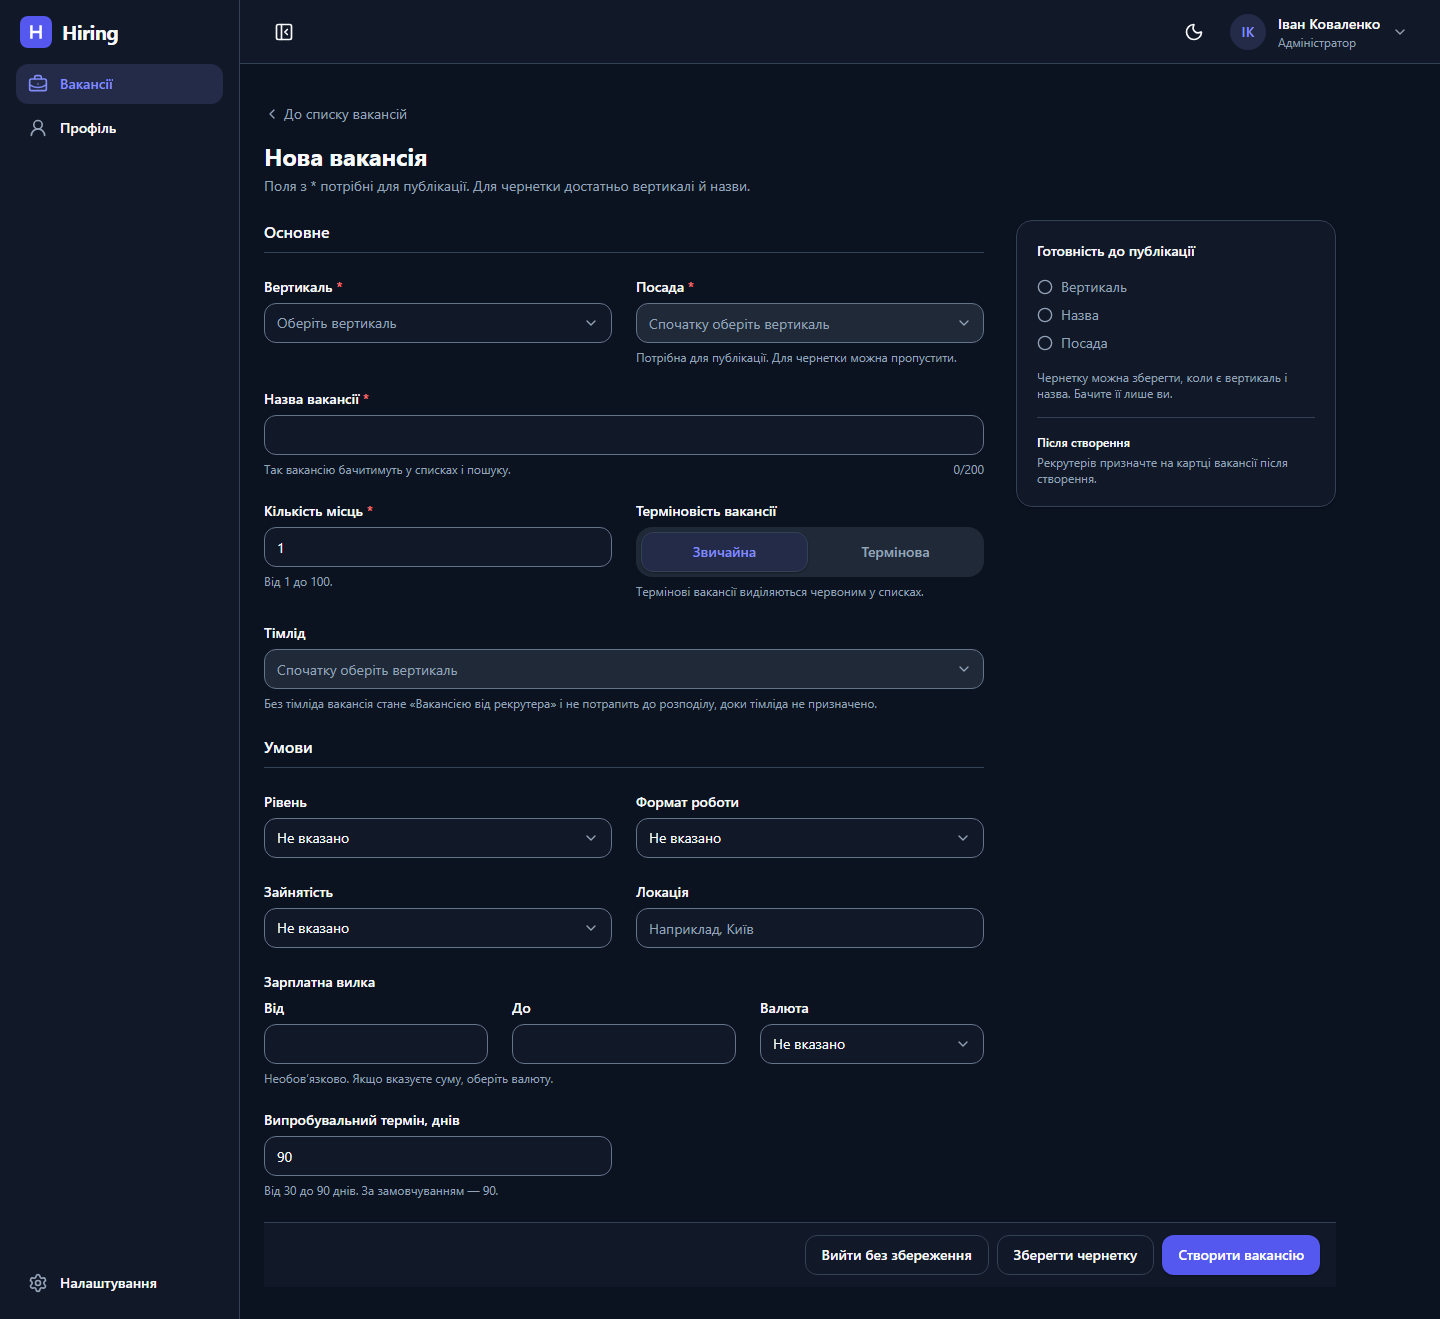 H Hiring
Вакансії
Профіль
Налаштування
ІК
Іван Коваленко
Адміністратор
До списку вакансій
Нова вакансія
Поля з * потрібні для публікації. Для чернетки достатньо вертикалі й назви.
Основне
Вертикаль *
Оберіть вертикаль
Посада *
Спочатку оберіть вертикаль
Потрібна для публікації. Для чернетки можна пропустити.
Назва вакансії *
Так вакансію бачитимуть у списках і пошуку.
0/200
Кількість місць *
1
Від 1 до 100.
Терміновість вакансії
Звичайна
Термінова
Термінові вакансії виділяються червоним у списках.
Тімлід
Спочатку оберіть вертикаль
Без тімліда вакансія стане «Вакансією від рекрутера» і не потрапить до розподілу, доки тімліда не призначено.
Умови
Рівень
Не вказано
Формат роботи
Не вказано
Зайнятість
Не вказано
Локація
Наприклад, Київ
Зарплатна вилка
Від
До
Валюта
Не вказано
Необов'язково. Якщо вказуєте суму, оберіть валюту.
Випробувальний термін, днів
90
Від 30 до 90 днів. За замовчуванням — 90.
Готовність до публікації
Вертикаль
Назва
Посада
Чернетку можна зберегти, коли є вертикаль і
назва. Бачите її лише ви.
Після створення
Рекрутерів призначте на картці вакансії після
створення.
Вийти без збереження
Зберегти чернетку
Створити вакансію